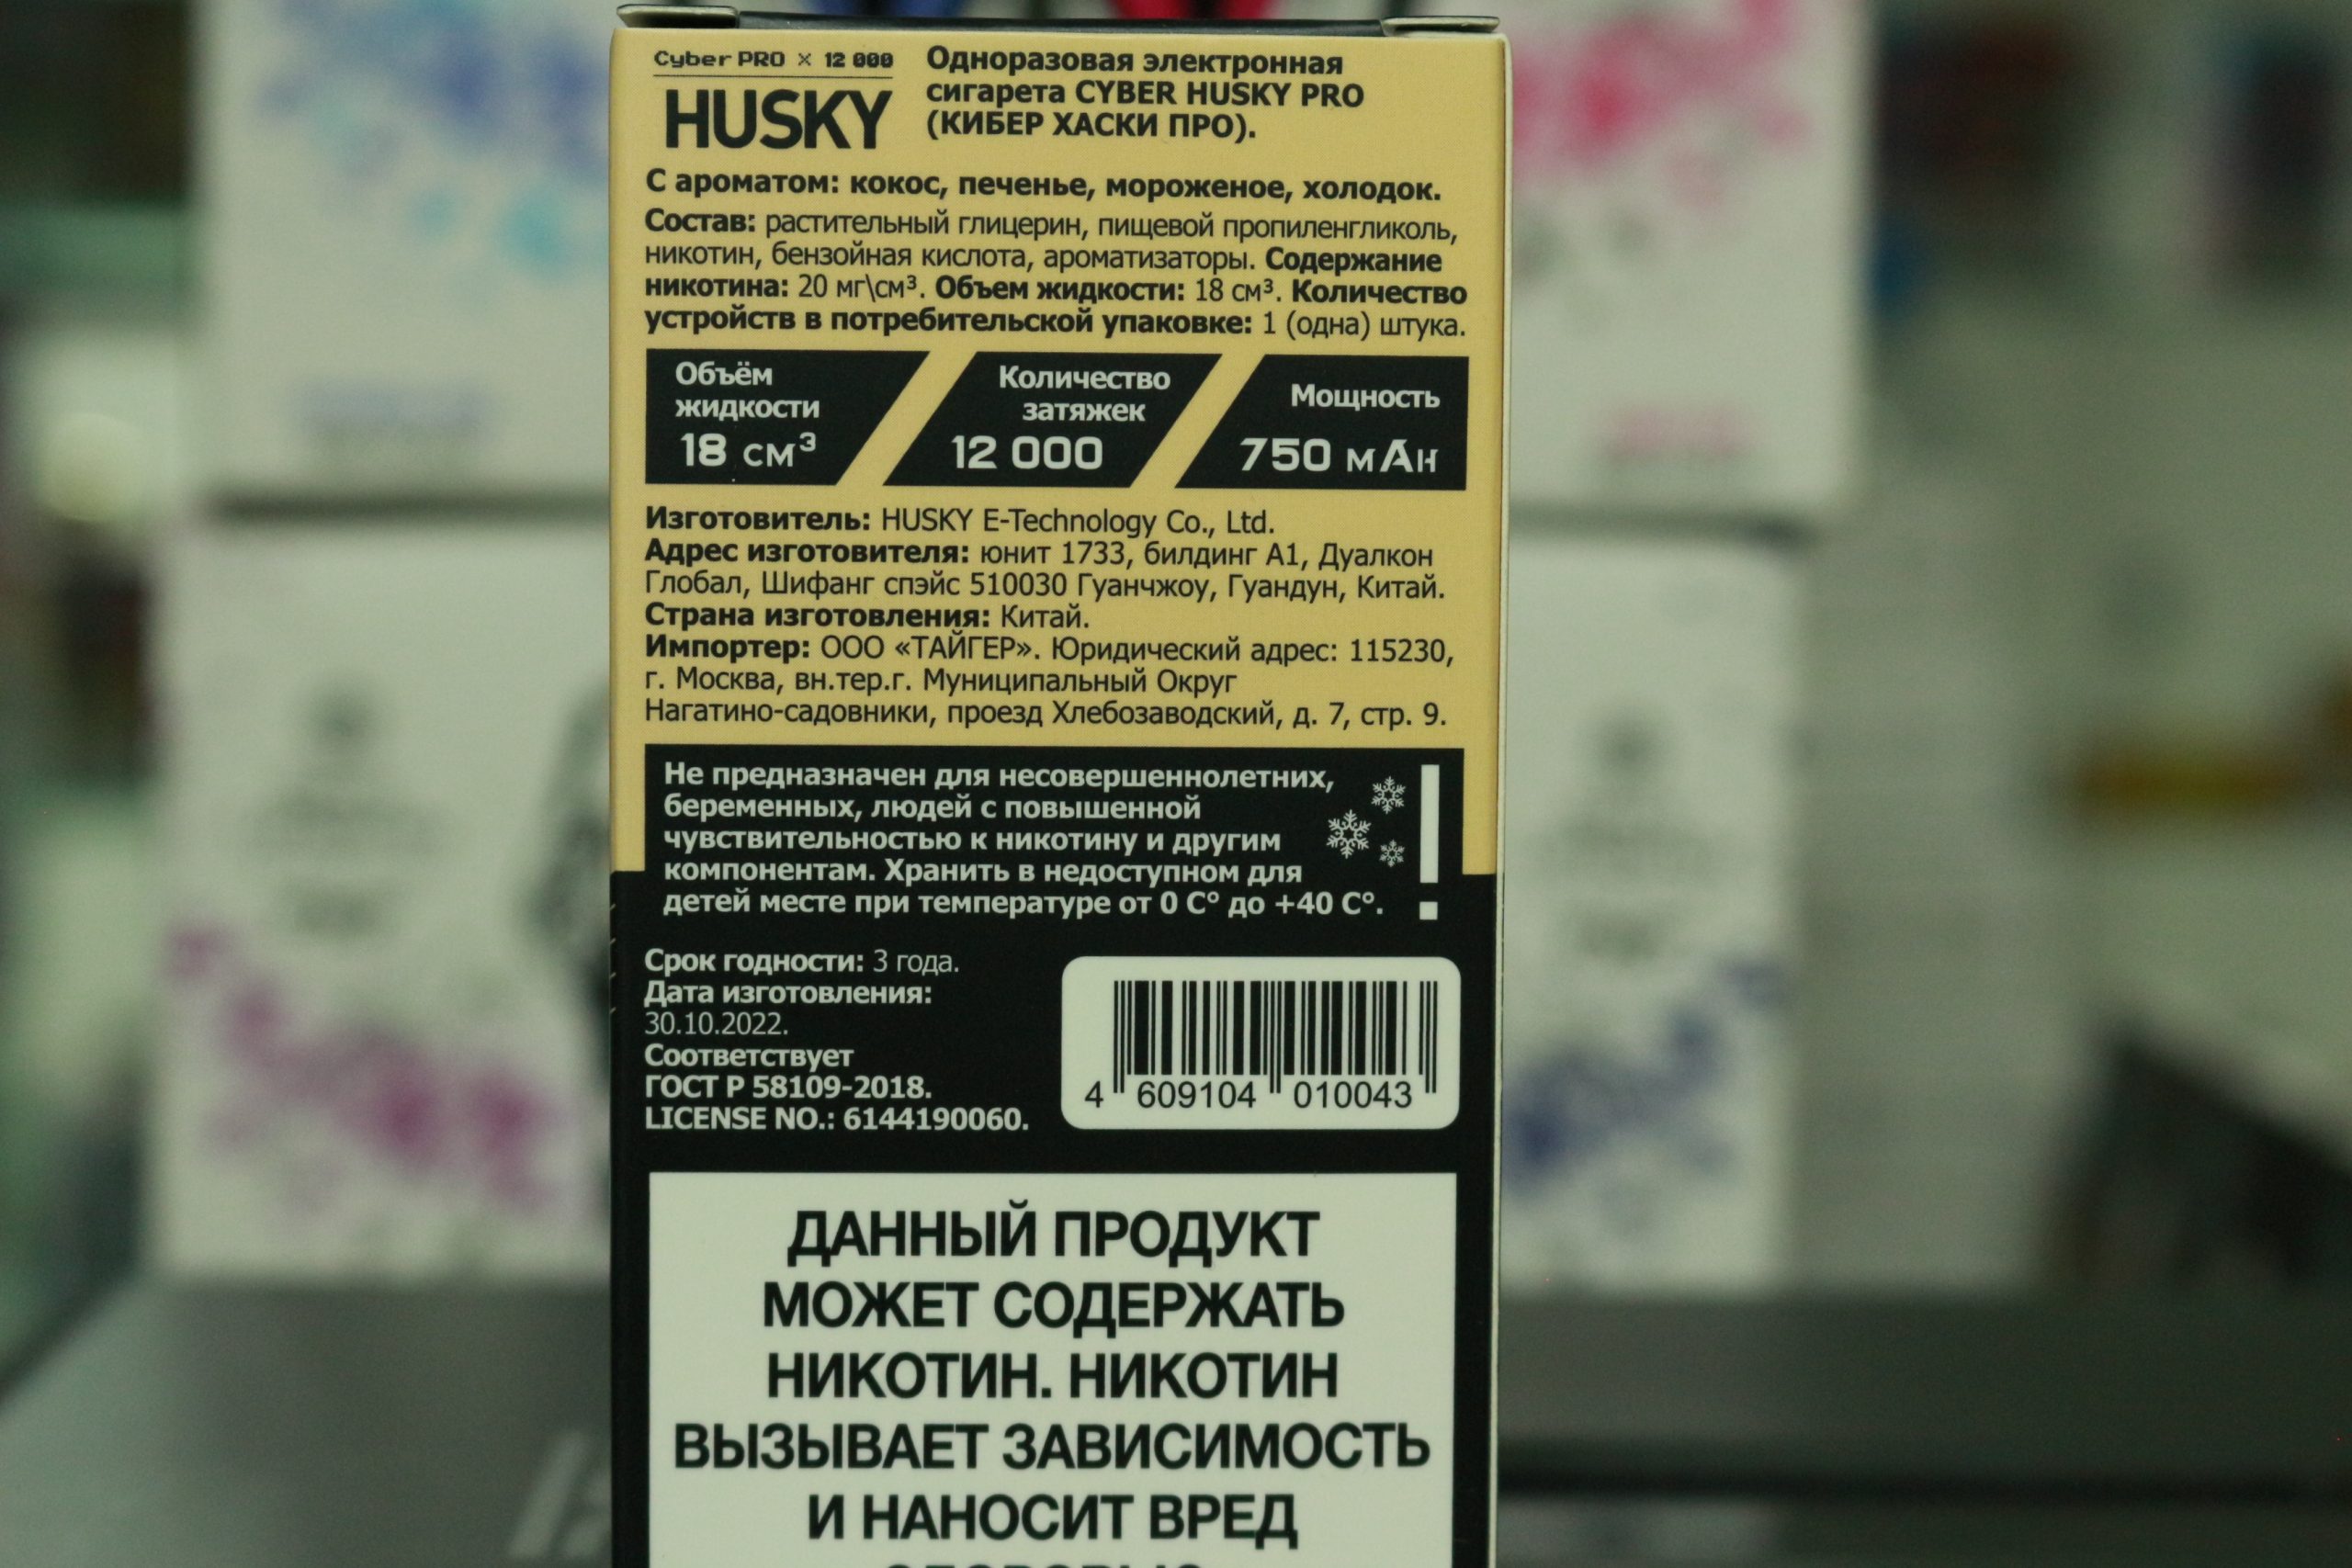 Cyber PRO × 12 000
HUSKY
Одноразовая электронная
сигарета CYBER HUSKY PRO
(КИБЕР ХАСКИ ПРО).
С ароматом: кокос, печенье, мороженое, холодок.
Состав: растительный глицерин, пищевой пропиленгликоль,
никотин, бензойная кислота, ароматизаторы. Содержание
никотина: 20 мг\см³. Объем жидкости: 18 см³. Количество
устройств в потребительской упаковке: 1 (одна) штука.
Объём
жидкости
18 см³
Количество
затяжек
12 000
Мощность
750 мАн
Изготовитель: HUSKY E-Technology Co., Ltd.
Адрес изготовителя: юнит 1733, билдинг А1, Дуалкон
Глобал, Шифанг спэйс 510030 Гуанчжоу, Гуандун, Китай.
Страна изготовления: Китай.
Импортер: ООО «ТАЙГЕР». Юридический адрес: 115230,
г. Москва, вн.тер.г. Муниципальный Округ
Нагатино-садовники, проезд Хлебозаводский, д. 7, стр. 9.
Не предназначен для несовершеннолетних,
беременных, людей с повышенной
чувствительностью к никотину и другим
компонентам. Хранить в недоступном для
детей месте при температуре от 0 С° до +40 С°.
!
Срок годности: 3 года.
Дата изготовления:
30.10.2022.
Соответствует
ГОСТ Р 58109-2018.
LICENSE NO.: 6144190060.
4 609104 010043
ДАННЫЙ ПРОДУКТ
МОЖЕТ СОДЕРЖАТЬ
НИКОТИН. НИКОТИН
ВЫЗЫВАЕТ ЗАВИСИМОСТЬ
И НАНОСИТ ВРЕД